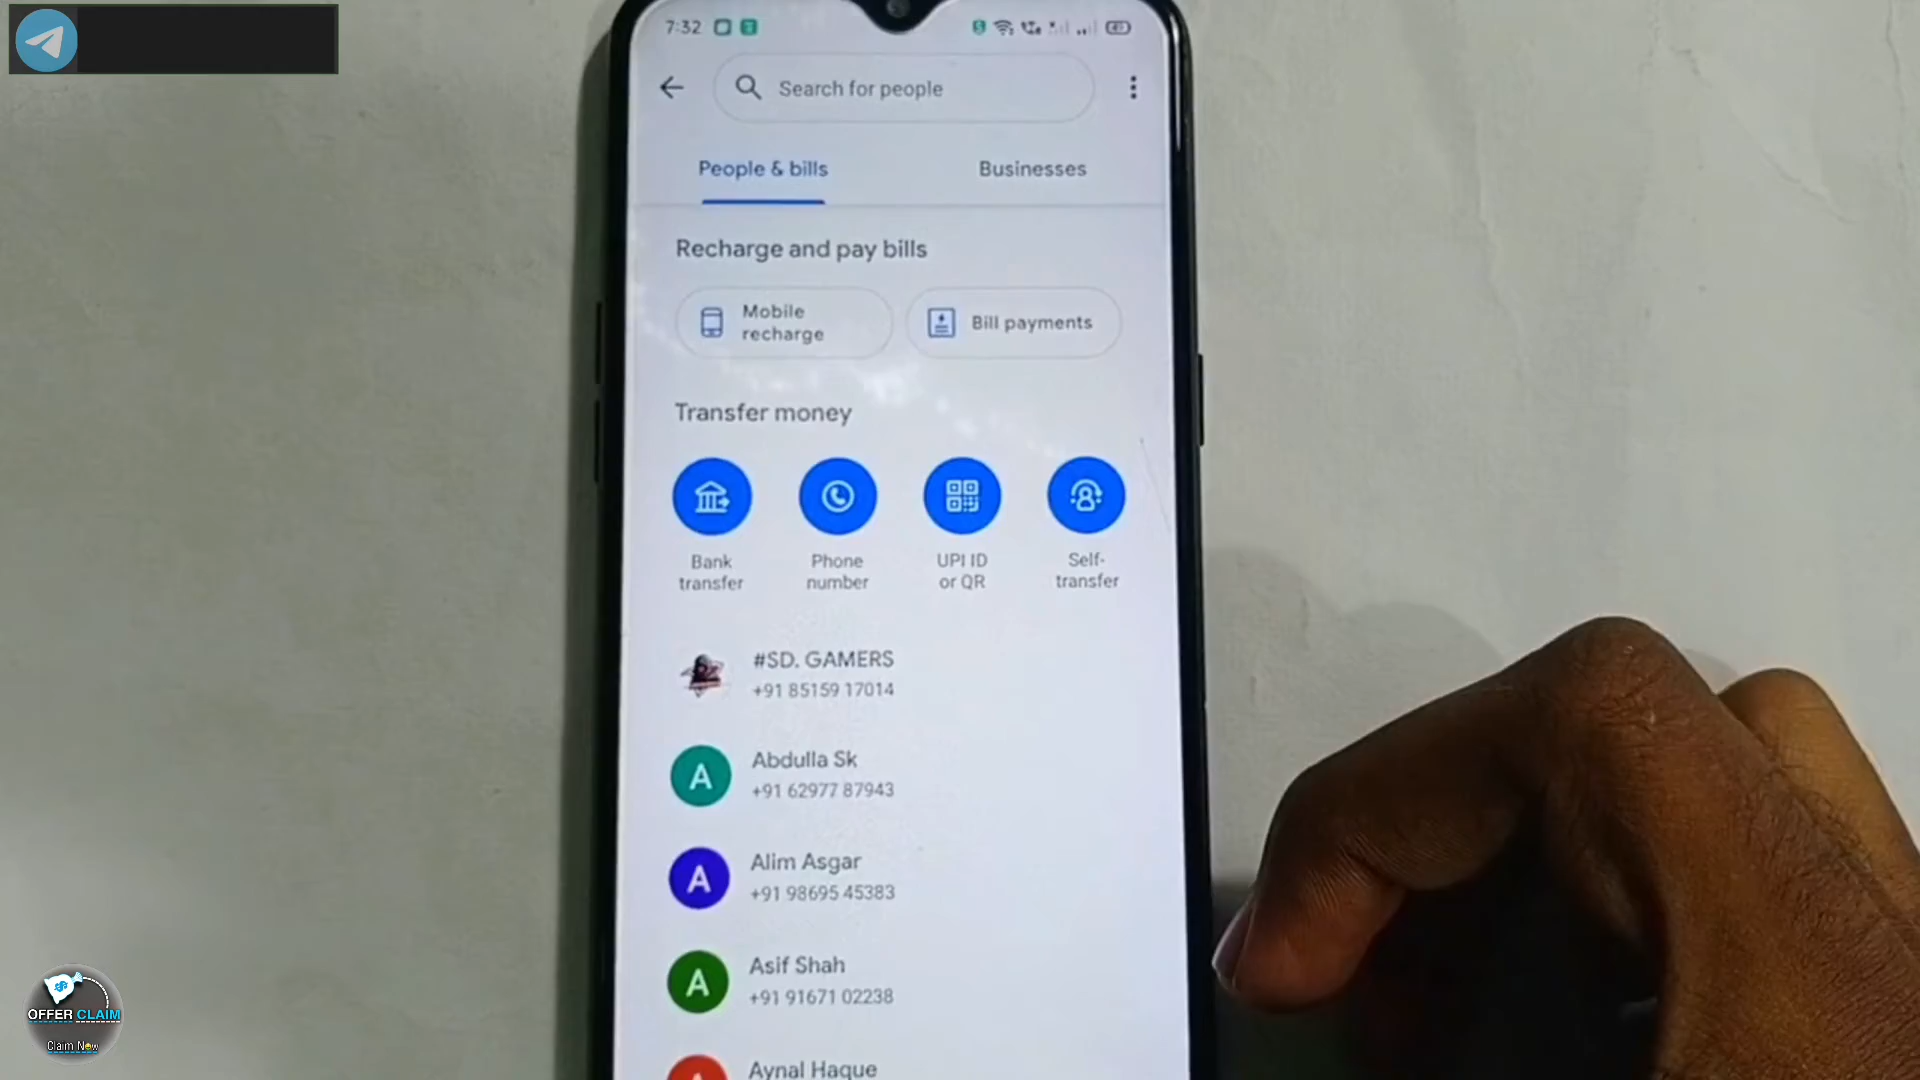 7:32
Search for people
People & bills
Businesses
Recharge and pay bills
Mobile
recharge
Bill payments
Transfer money
Bank
transfer
Phone
number
UPI ID
or QR
Self-
transfer
#SD. GAMERS
+91 85159 17014
A
Abdulla Sk
+91 62977 87943
A
Alim Asgar
+91 98695 45383
A
Asif Shah
+91 91671 02238
Aynal Haque
OFFER CLAIM
Claim Now